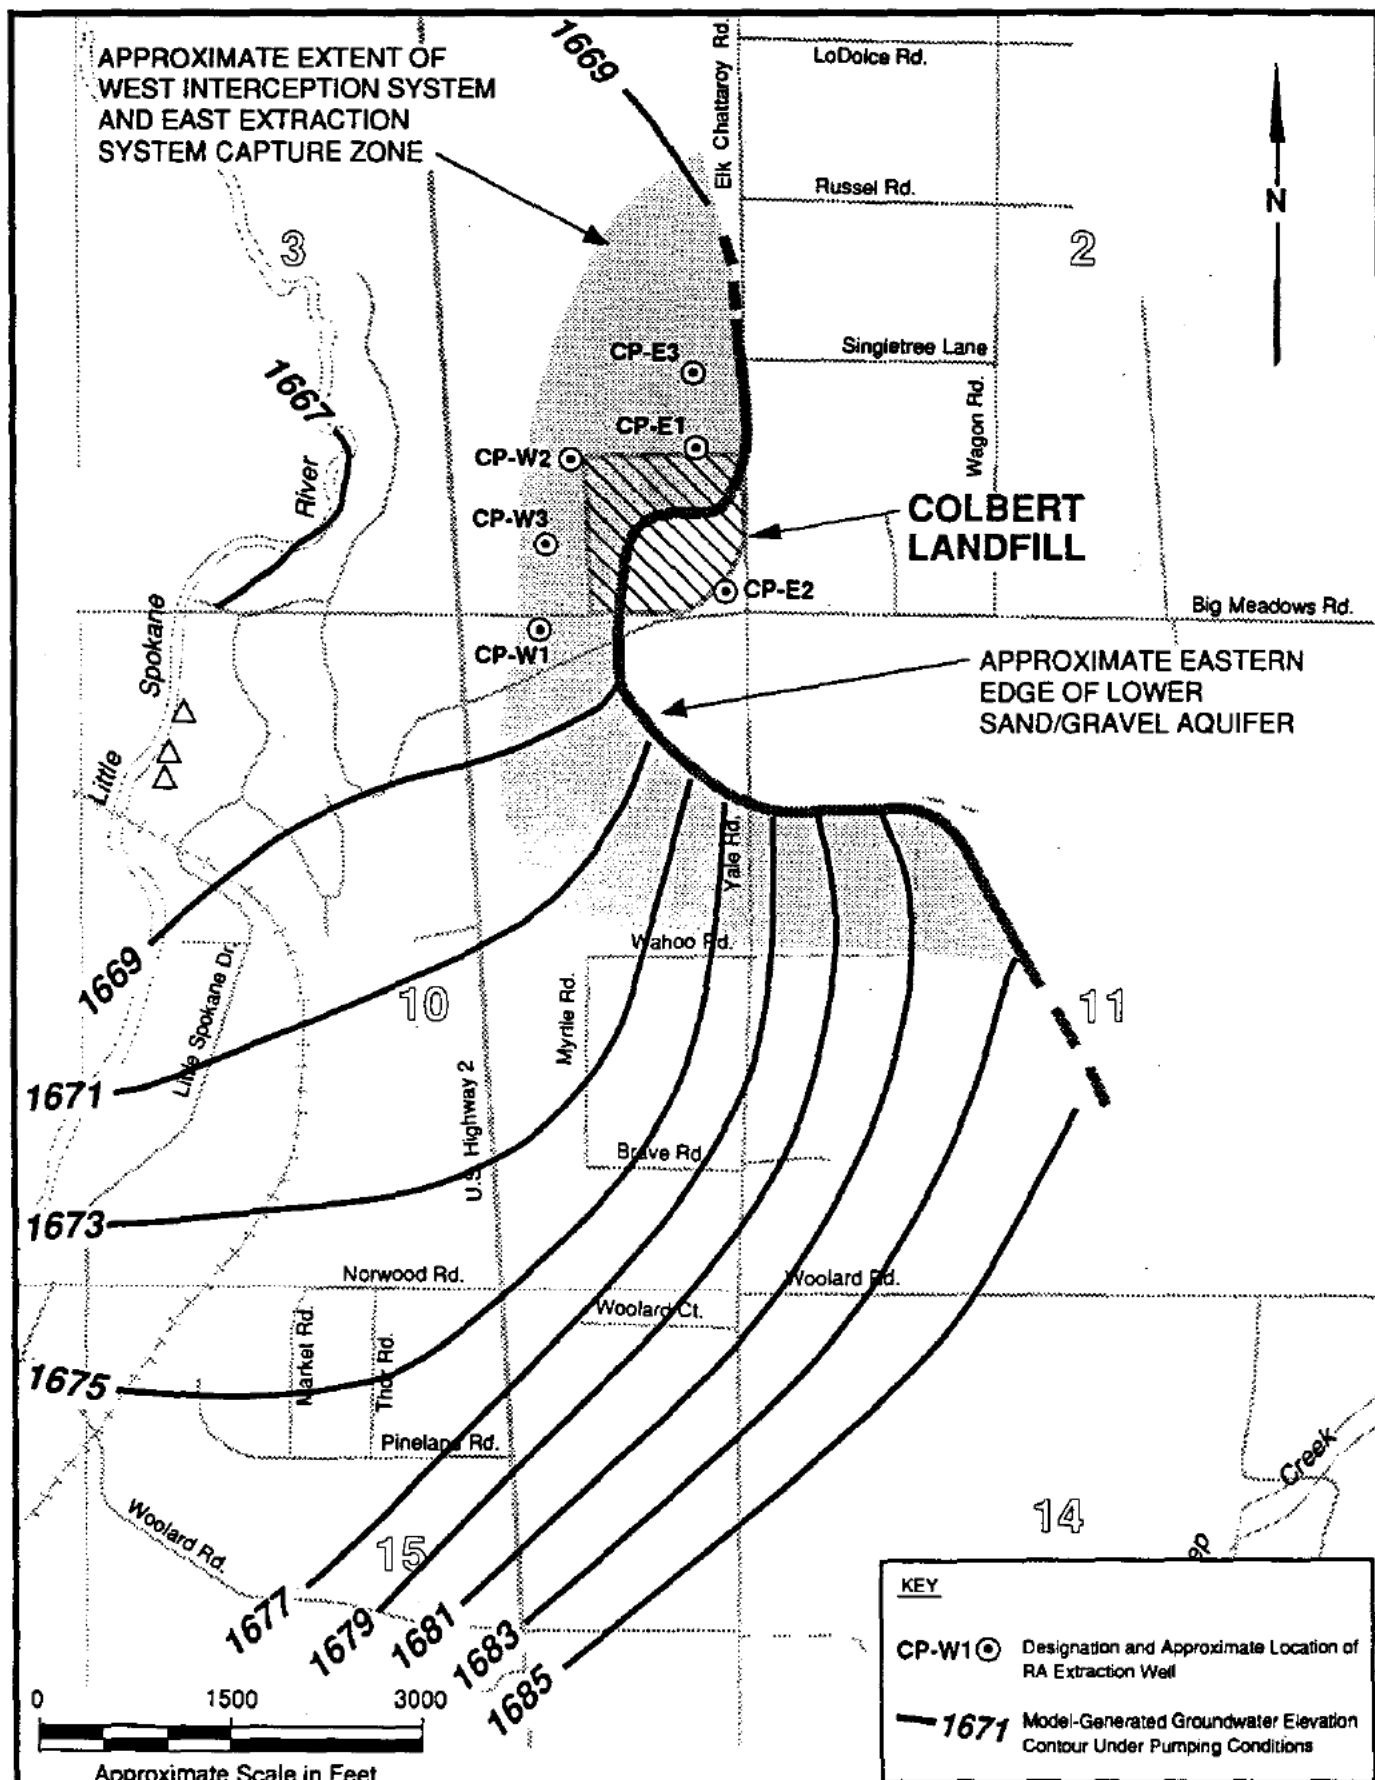 APPROXIMATE EXTENT OF
WEST INTERCEPTION SYSTEM
AND EAST EXTRACTION
SYSTEM CAPTURE ZONE
1669
Elk Chattaroy Rd.
LoDolce Rd.
Russel Rd.
N
3
2
Singletree Lane
Wagon Rd.
CP-E3
1667
CP-E1
CP-W2
River
CP-W3
COLBERT
LANDFILL
CP-E2
Big Meadows Rd.
CP-W1
Spokane
APPROXIMATE EASTERN
EDGE OF LOWER
SAND/GRAVEL AQUIFER
Little
Yale Rd.
Wahoo Rd.
1669
Little Spokane Dr.
10
Myrtle Rd.
11
1671
U.S. Highway 2
Brave Rd.
1673
Norwood Rd.
Woolard Rd.
Woolard Ct.
Market Rd.
Thor Rd.
1675
Pineland Rd.
Creek
Woolard Rd.
15
14
1677
1679
1681
1683
1685
KEY
CP-W1
Designation and Approximate Location of
RA Extraction Well
1671
Model-Generated Groundwater Elevation
Contour Under Pumping Conditions
0 1500 3000
Approximate Scale in Feet